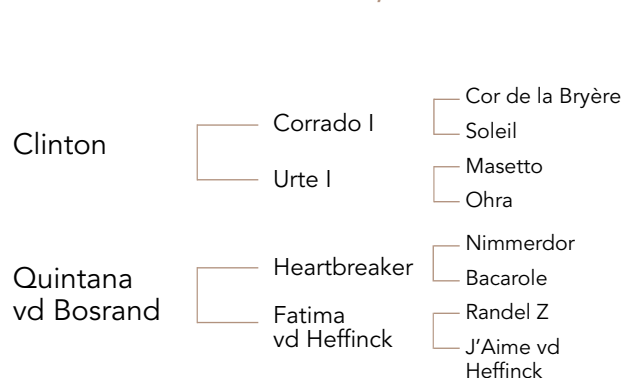 Clinton
Corrado I
Cor de la Bryère
Soleil
Urte I
Masetto
Ohra
Quintana
vd Bosrand
Heartbreaker
Nimmerdor
Bacarole
Fatima
vd Heffinck
Randel Z
J'Aime vd
Heffinck